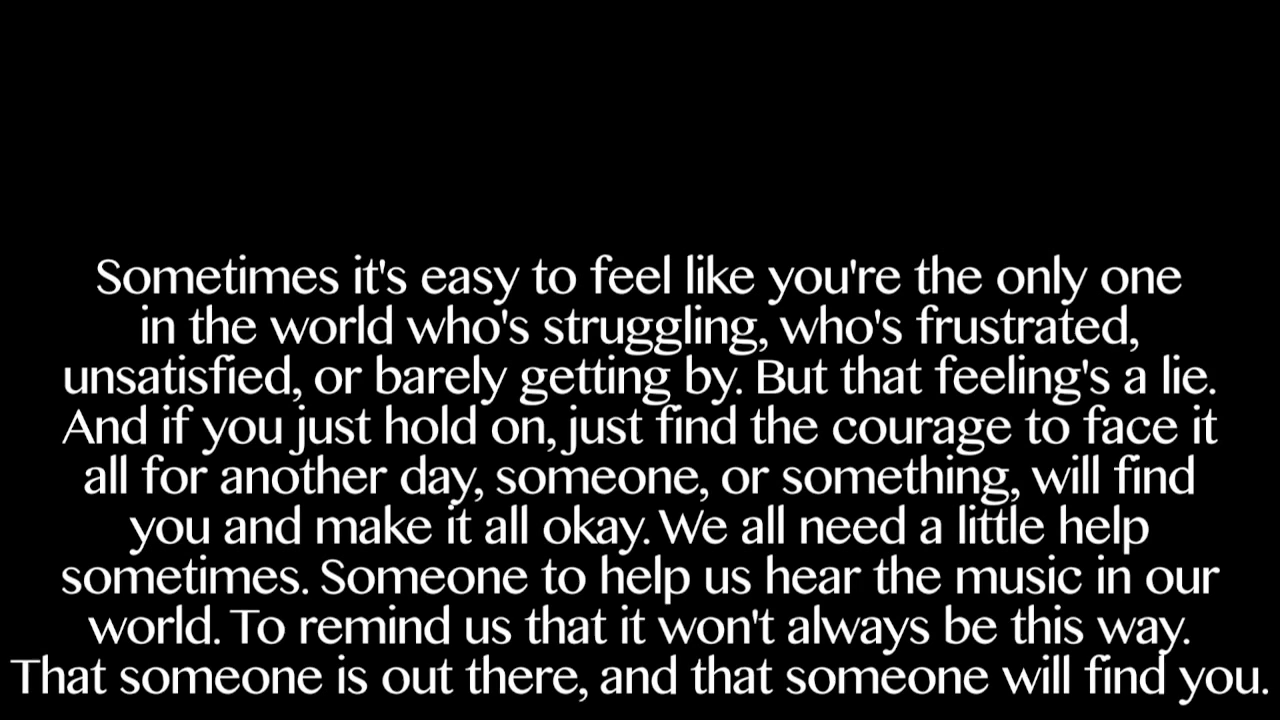 Sometimes it's easy to feel like you're the only one
in the world who's struggling, who's frustrated,
unsatisfied, or barely getting by. But that feeling's a lie.
And if you just hold on, just find the courage to face it
all for another day, someone, or something, will find
you and make it all okay. We all need a little help
sometimes. Someone to help us hear the music in our
world. To remind us that it won't always be this way.
That someone is out there, and that someone will find you.